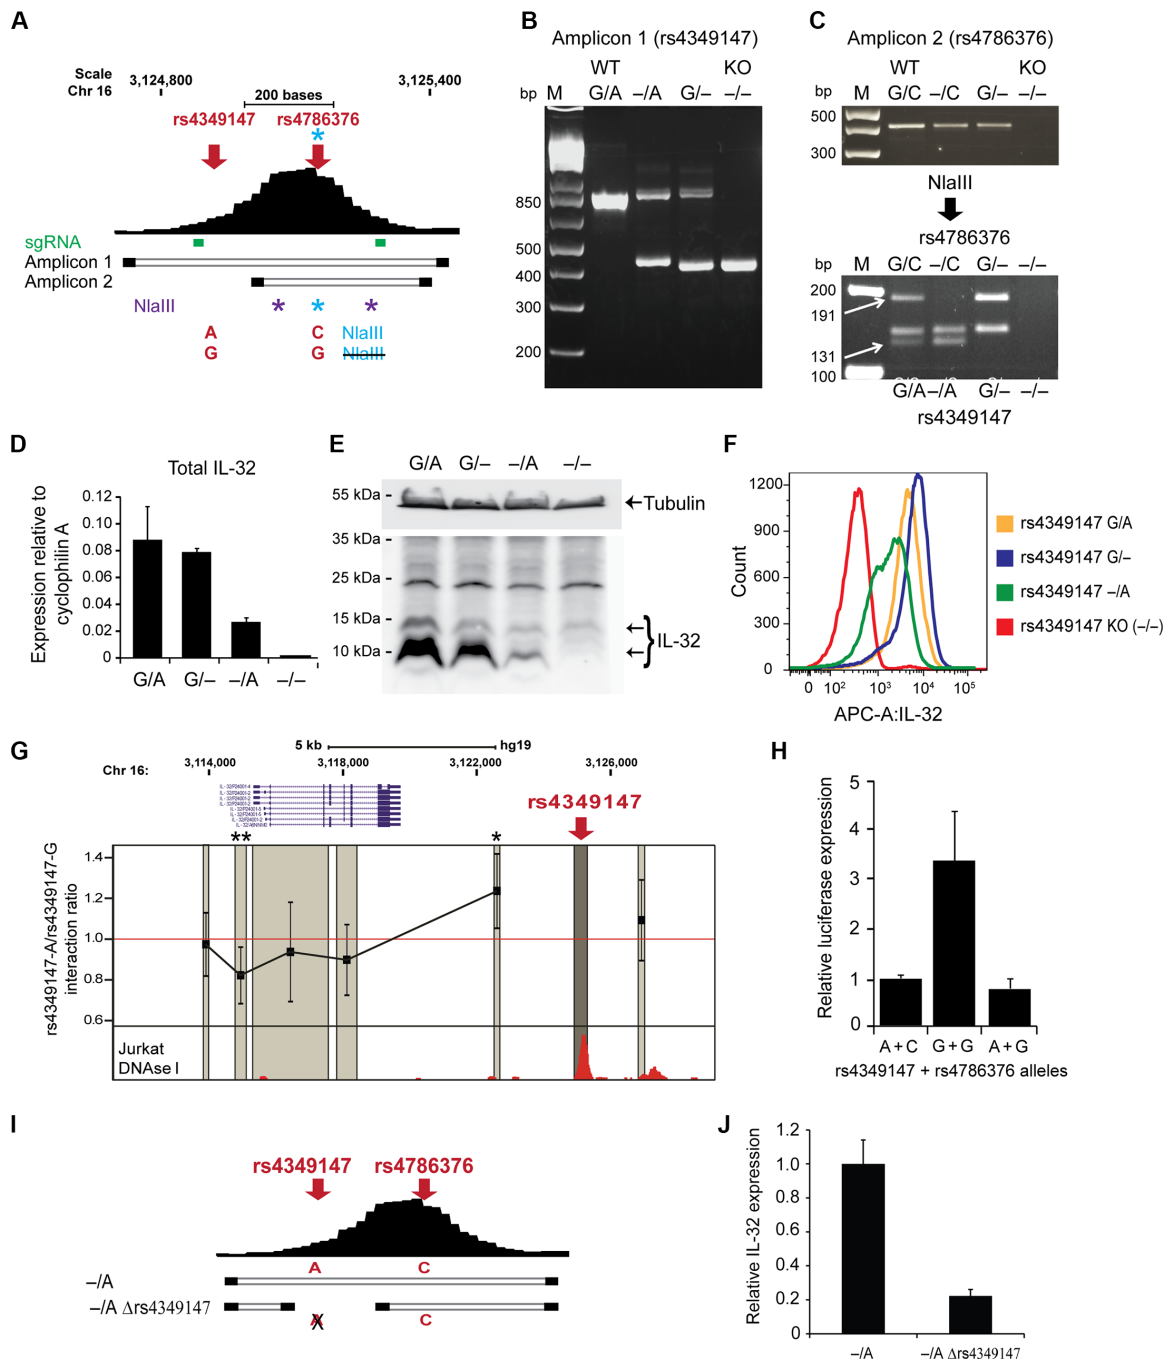 A
Scale
Chr 16
3,124,800
3,125,400
200 bases
rs4349147
rs4786376
*
sgRNA
Amplicon 1
Amplicon 2
NlaIII
* * *
A C NlaIII
G G NlaIII
B
Amplicon 1 (rs4349147)
WT KO
bp M G/A –/A G/– –/–
850
500
400
300
200
C
Amplicon 2 (rs4786376)
WT KO
bp M G/C –/C G/– –/–
500
300
NlaIII
rs4786376
bp M G/C –/C G/– –/–
200
191
131
100
G/A –/A G/– –/–
rs4349147
D
Total IL-32
Expression relative to
cyclophilin A
0.12
0.10
0.08
0.06
0.04
0.02
0
G/A G/– –/A –/–
E
G/A G/– –/A –/–
55 kDa
Tubulin
35 kDa
25 kDa
15 kDa
10 kDa
IL-32
F
Count
1200
900
600
300
0
0 10² 10³ 10⁴ 10⁵
APC-A:IL-32
rs4349147 G/A
rs4349147 G/–
rs4349147 –/A
rs4349147 KO (–/–)
G
5 kb hg19
Chr 16:
3,114,000 3,118,000 3,122,000 3,126,000
rs4349147
** *
rs4349147-A/rs4349147-G
interaction ratio
1.4
1.2
1.0
0.8
0.6
Jurkat
DNAse I
H
Relative luciferase expression
5
4
3
2
1
0
A + C G + G A + G
rs4349147 + rs4786376 alleles
I
rs4349147 rs4786376
A C
–/A
–/A Δrs4349147
A C
J
Relative IL-32 expression
1.2
1.0
0.8
0.6
0.4
0.2
0
–/A –/A Δrs4349147